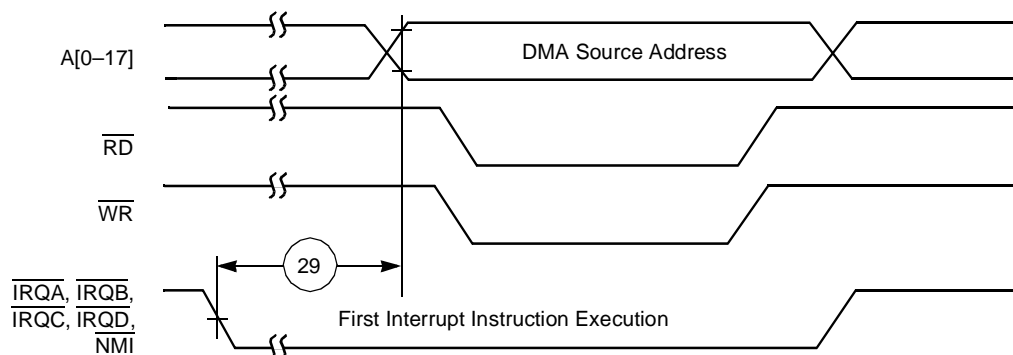 A[0–17]
DMA Source Address
RD
WR
29
IRQA, IRQB,
IRQC, IRQD,
NMI
First Interrupt Instruction Execution